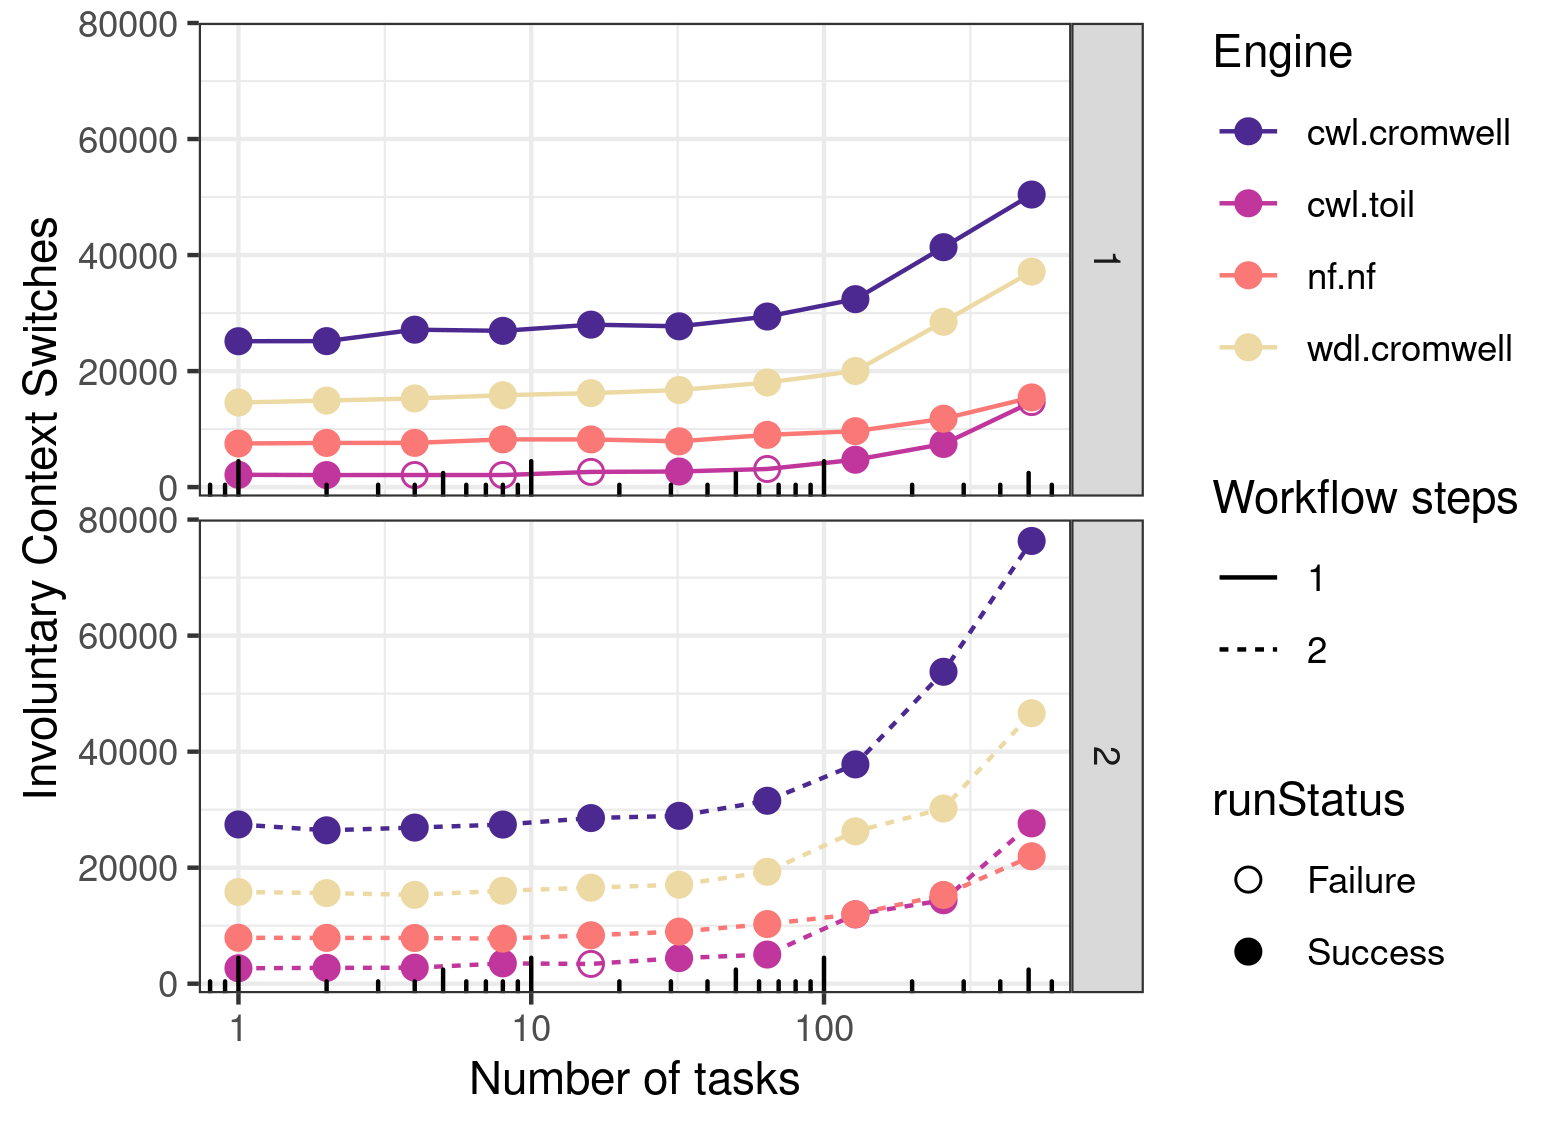 Involuntary Context Switches
80000
60000
40000
20000
0
1
80000
60000
40000
20000
0
2
1 10 100
Number of tasks
Engine
cwl.cromwell
cwl.toil
nf.nf
wdl.cromwell
Workflow steps
1
2
runStatus
Failure
Success